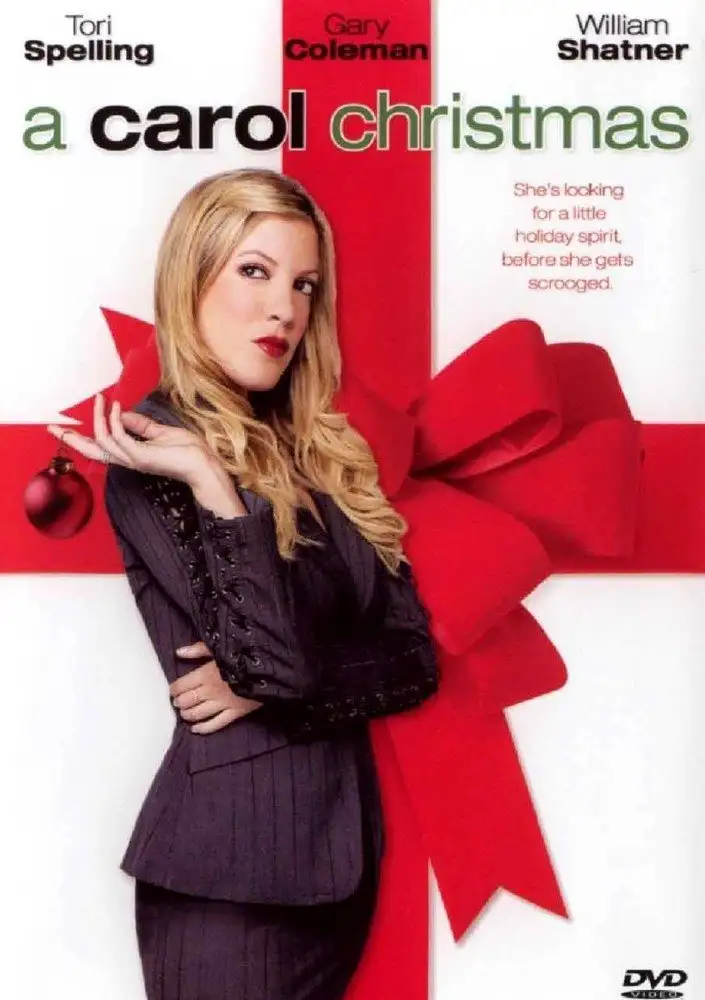 Tori Gary William
Spelling Coleman Shatner
a carol christmas
She's looking
for a little
holiday spirit,
before she gets
scrooged.
DVD
VIDEO